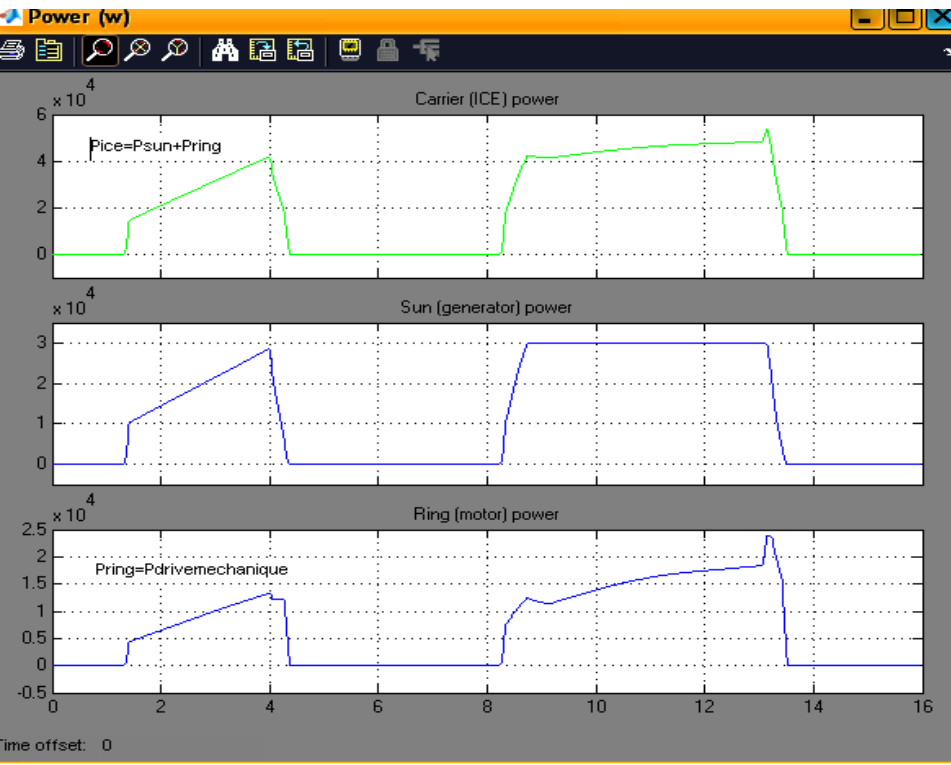 Power (w)
x 10
4
Carrier (ICE) power
6
4
2
0
Pice=Psun+Pring
x 10
4
Sun (generator) power
3
2
1
0
x 10
4
Ring (motor) power
2.5
2
1.5
1
0.5
0
-0.5
Pring=Pdrivemechanique
0 2 4 6 8 10 12 14 16
Time offset: 0